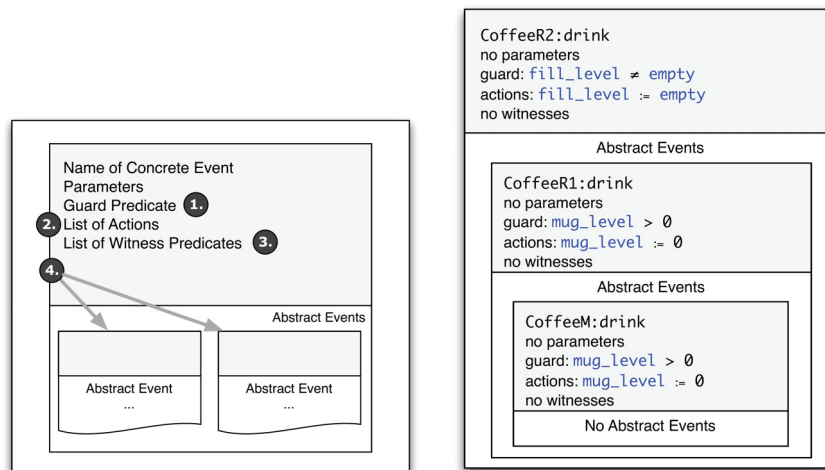 Name of Concrete Event
Parameters
Guard Predicate 1.
2. List of Actions
List of Witness Predicates 3.
4.
Abstract Events
Abstract Event
...
Abstract Event
...
CoffeeR2:drink
no parameters
guard: fill_level ≠ empty
actions: fill_level := empty
no witnesses
Abstract Events
CoffeeR1:drink
no parameters
guard: mug_level > 0
actions: mug_level := 0
no witnesses
Abstract Events
CoffeeM:drink
no parameters
guard: mug_level > 0
actions: mug_level := 0
no witnesses
No Abstract Events